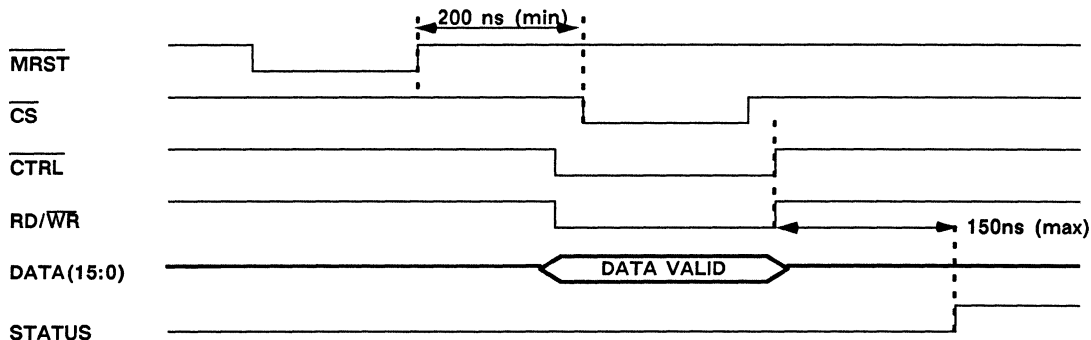 200 ns (min)
MRST
CS
CTRL
RD/WR
150ns (max)
DATA(15:0)
DATA VALID
STATUS